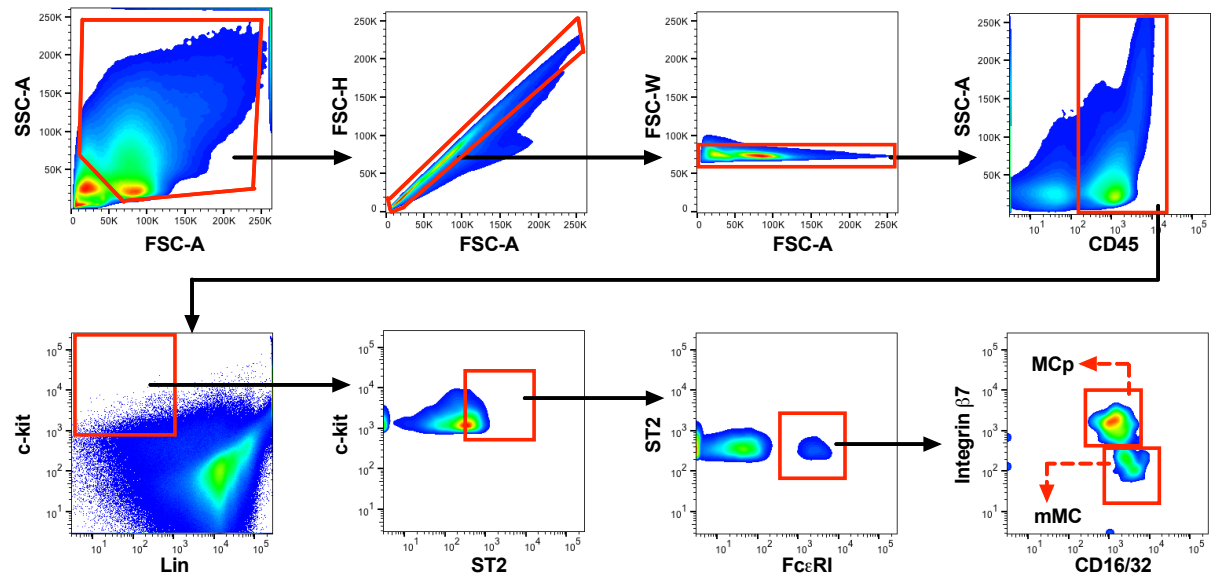 SSC-A
250K
200K
150K
100K
50K
0
0 50K 100K 150K 200K 250K
FSC-A
FSC-H
250K
200K
150K
100K
50K
0
0 50K 100K 150K 200K 250K
FSC-A
FSC-W
250K
200K
150K
100K
50K
0
0 50K 100K 150K 200K 250K
FSC-A
SSC-A
250K
200K
150K
100K
50K
0
10¹ 10² 10³ 10⁴ 10⁵
CD45
c-kit
10⁵
10⁴
10³
10²
10¹
10¹ 10² 10³ 10⁴ 10⁵
Lin
c-kit
10⁵
10⁴
10³
10²
10¹
10¹ 10² 10³ 10⁴ 10⁵
ST2
ST2
10⁵
10⁴
10³
10²
10¹
10¹ 10² 10³ 10⁴ 10⁵
FcεRI
Integrin β7
10⁵
10⁴
10³
10²
10¹
MCp
mMC
10¹ 10² 10³ 10⁴ 10⁵
CD16/32